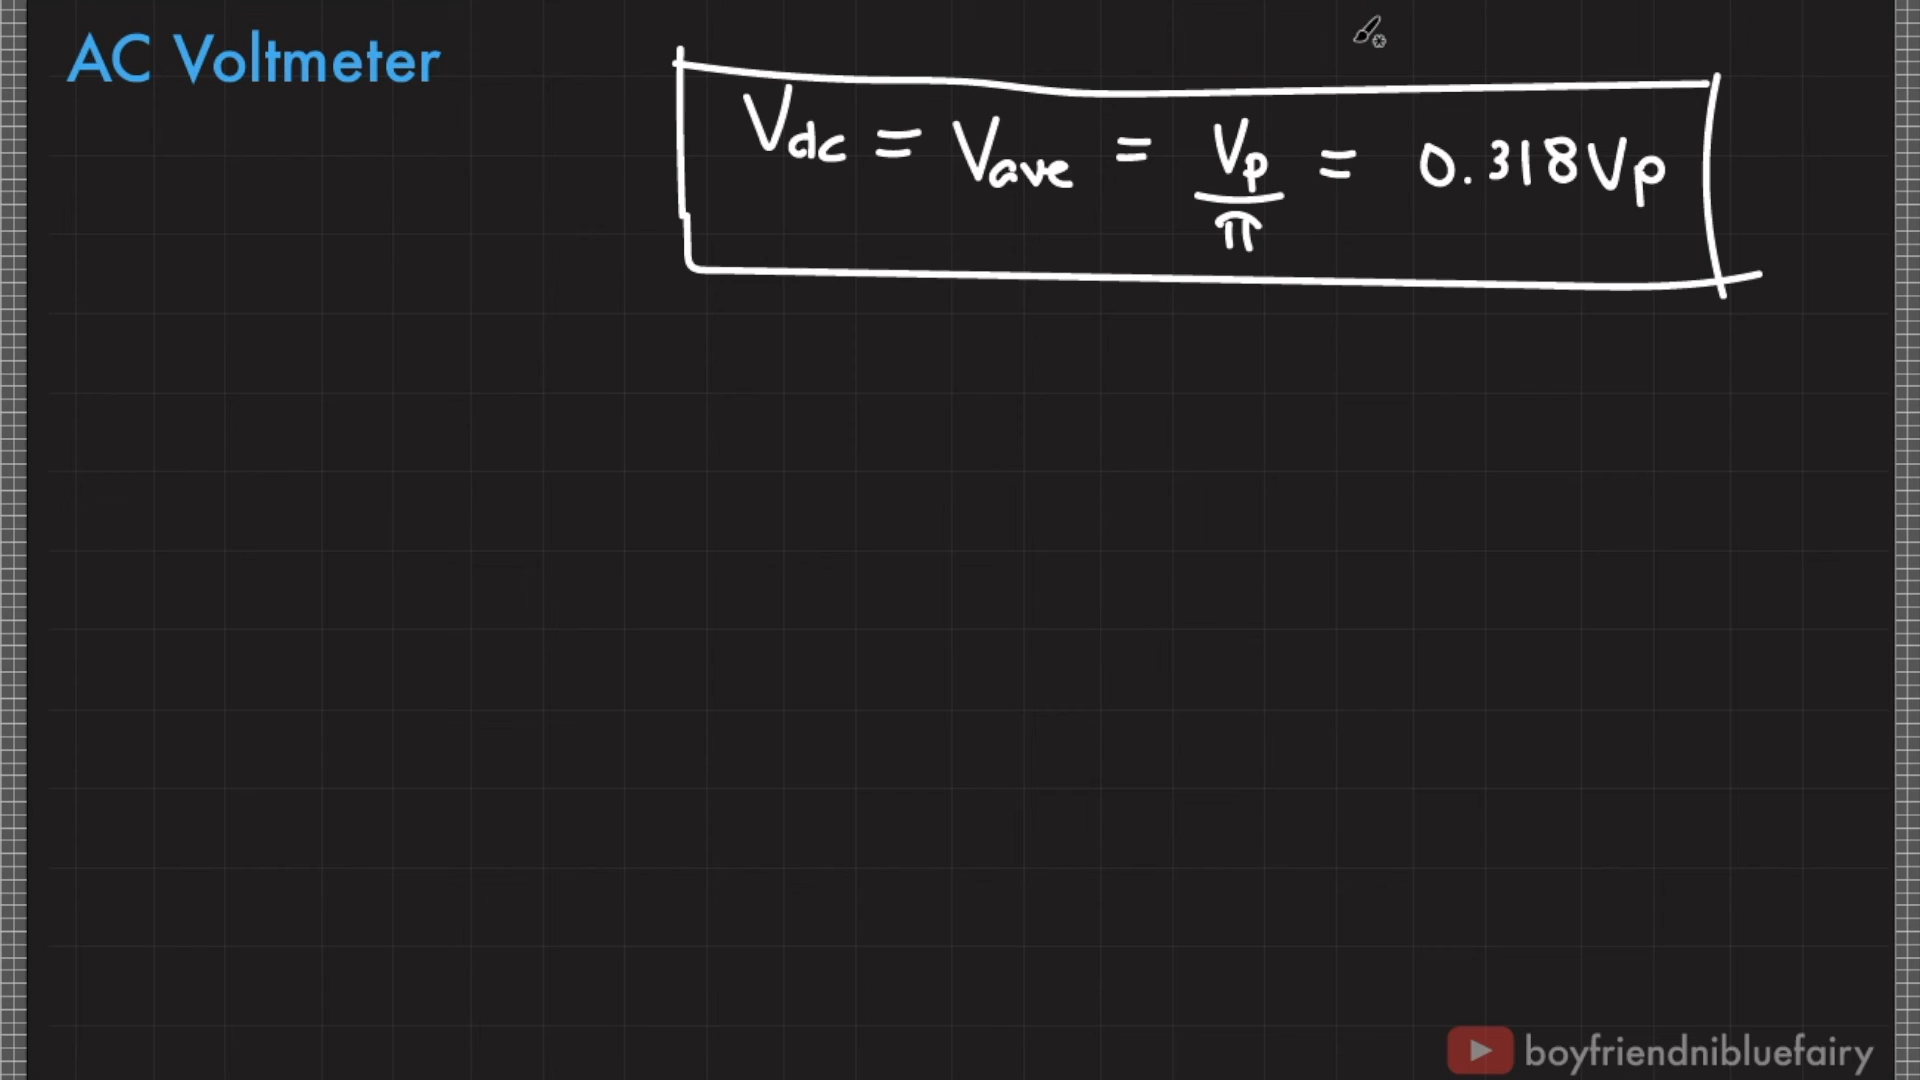 AC Voltmeter
Vdc = Vave = Vp/π = 0.318Vp
boyfriendnibluefairy